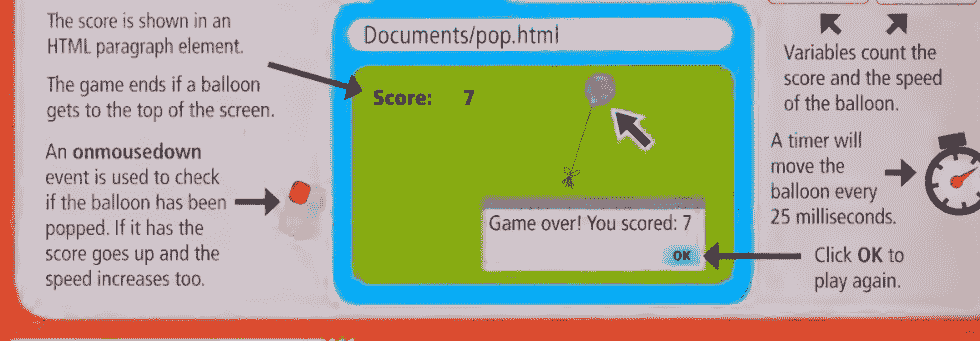 The score is shown in an
HTML paragraph element.
The game ends if a balloon
gets to the top of the screen.
An onmousedown
event is used to check
if the balloon has been
popped. If it has the
score goes up and the
speed increases too.
Documents/pop.html
Score: 7
Game over! You scored: 7
OK
Variables count the
score and the speed
of the balloon.
A timer will
move the
balloon every
25 milliseconds.
Click OK to
play again.